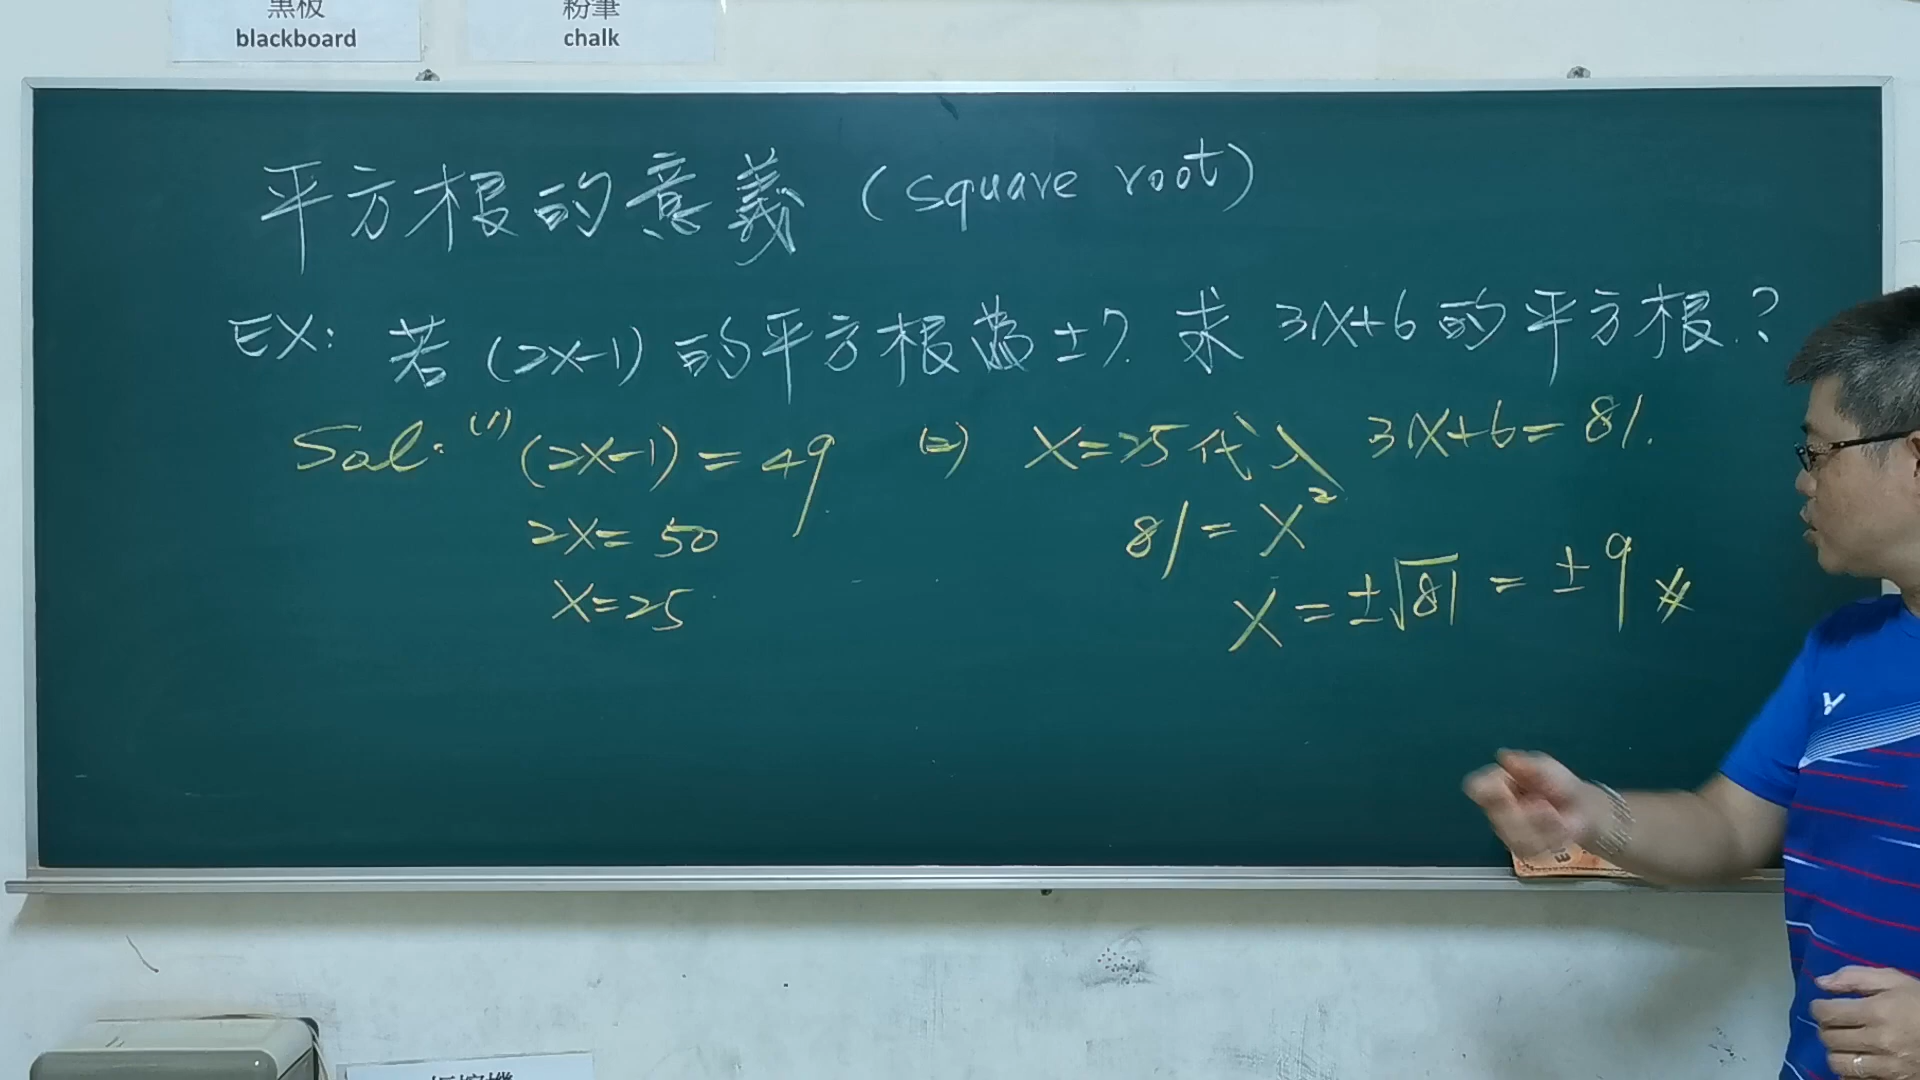 黑板
blackboard
粉筆
chalk
平方根的意義 (square root)
EX: 若 (2x-1) 的平方根為 ±7. 求 3x+6 的平方根?
Sol: (1) (2x-1) = 49
2x = 50
x = 25
(2) x=25 代入 3x+6 = 81.
81 = x²
x = ±√81 = ±9